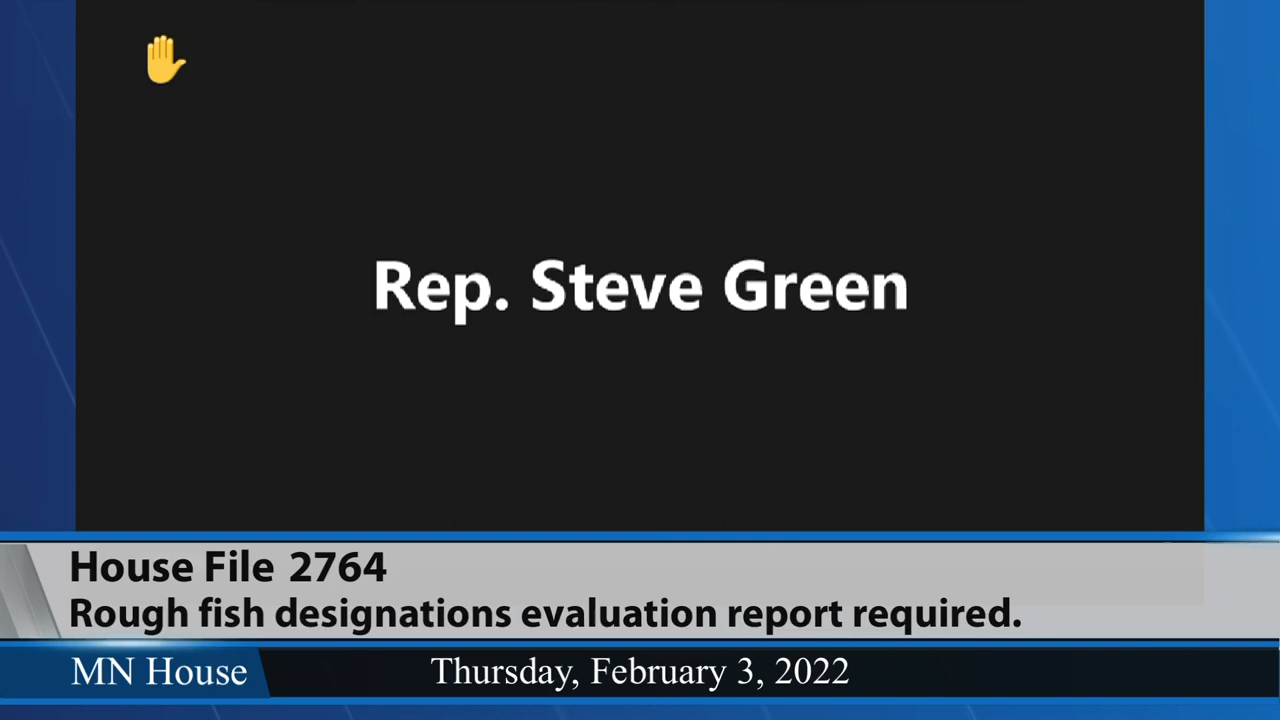 Rep. Steve Green
House File 2764
Rough fish designations evaluation report required.
MN House
Thursday, February 3, 2022